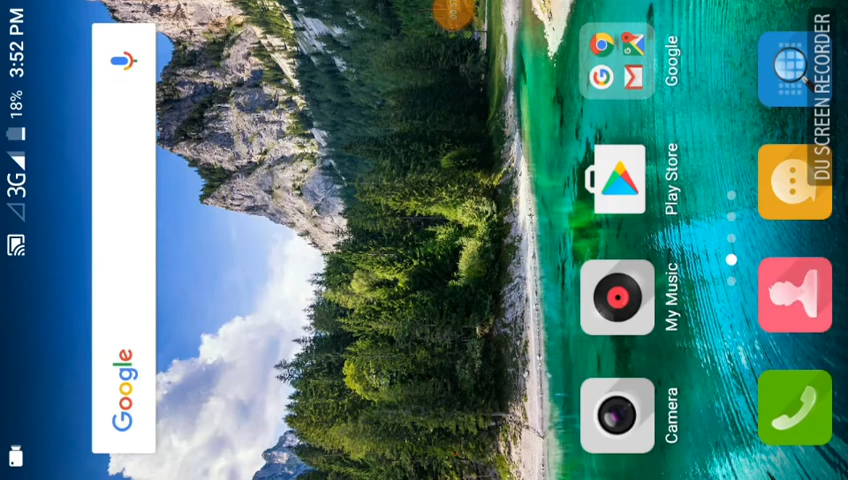 3G 18% 3:52 PM
Google
Camera
My Music
Play Store
Google
DU SCREEN RECORDER